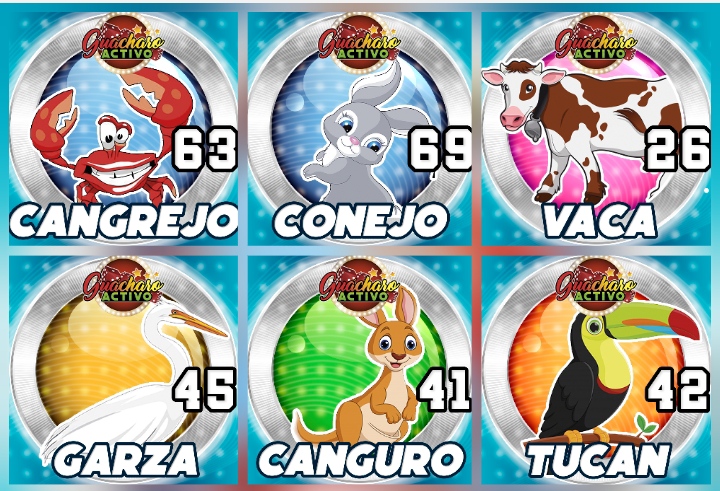 Guacharo
ACTIVO
63
CANGREJO
Guacharo
ACTIVO
69
CONEJO
Guacharo
ACTIVO
26
VACA
Guacharo
ACTIVO
45
GARZA
Guacharo
ACTIVO
41
CANGURO
Guacharo
ACTIVO
42
TUCAN